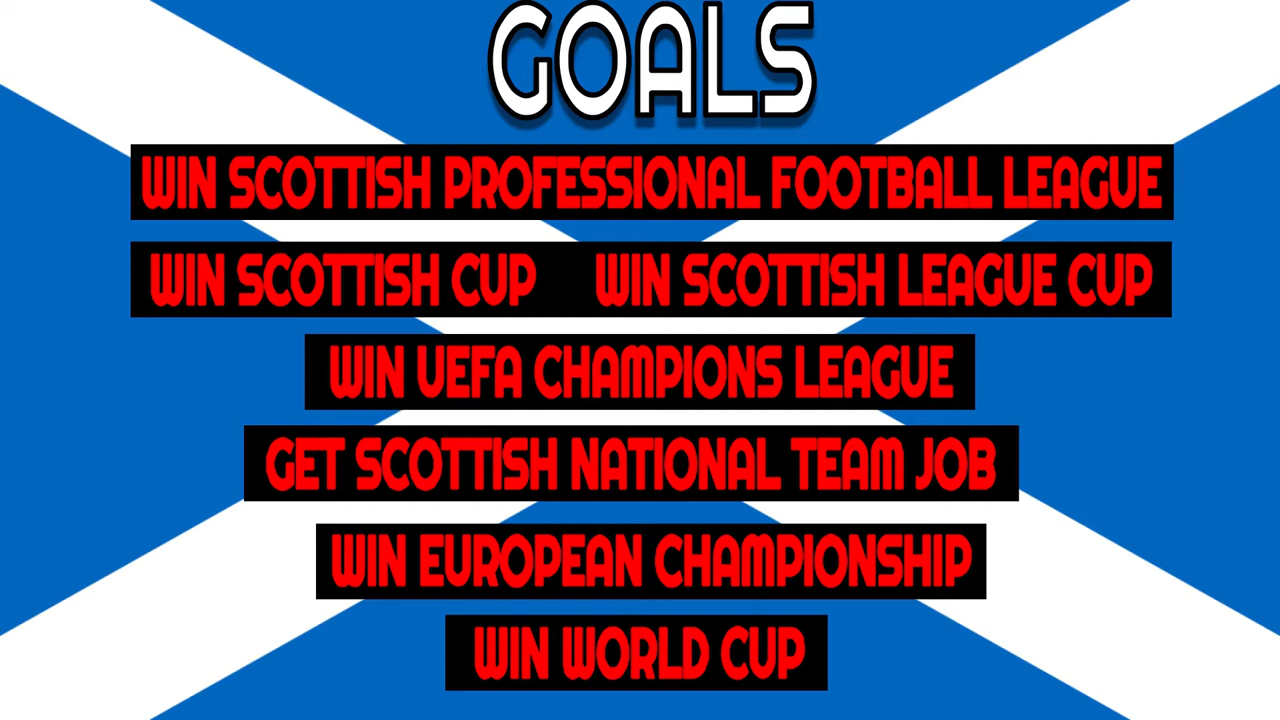 GOALS
WIN SCOTTISH PROFESSIONAL FOOTBALL LEAGUE
WIN SCOTTISH CUP WIN SCOTTISH LEAGUE CUP
WIN UEFA CHAMPIONS LEAGUE
GET SCOTTISH NATIONAL TEAM JOB
WIN EUROPEAN CHAMPIONSHIP
WIN WORLD CUP